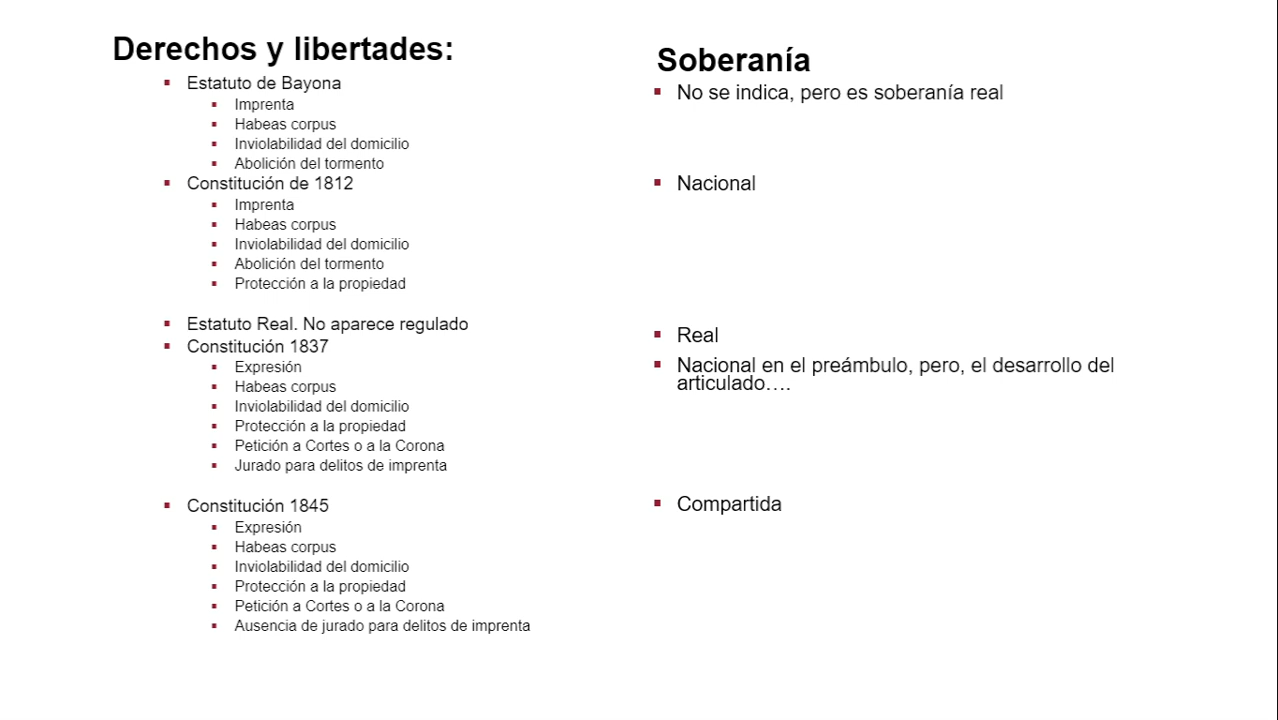 Derechos y libertades:
Estatuto de Bayona
Imprenta
Habeas corpus
Inviolabilidad del domicilio
Abolición del tormento
Constitución de 1812
Imprenta
Habeas corpus
Inviolabilidad del domicilio
Abolición del tormento
Protección a la propiedad
Estatuto Real. No aparece regulado
Constitución 1837
Expresión
Habeas corpus
Inviolabilidad del domicilio
Protección a la propiedad
Petición a Cortes o a la Corona
Jurado para delitos de imprenta
Constitución 1845
Expresión
Habeas corpus
Inviolabilidad del domicilio
Protección a la propiedad
Petición a Cortes o a la Corona
Ausencia de jurado para delitos de imprenta
Soberanía
No se indica, pero es soberanía real
Nacional
Real
Nacional en el preámbulo, pero, el desarrollo del
articulado….
Compartida